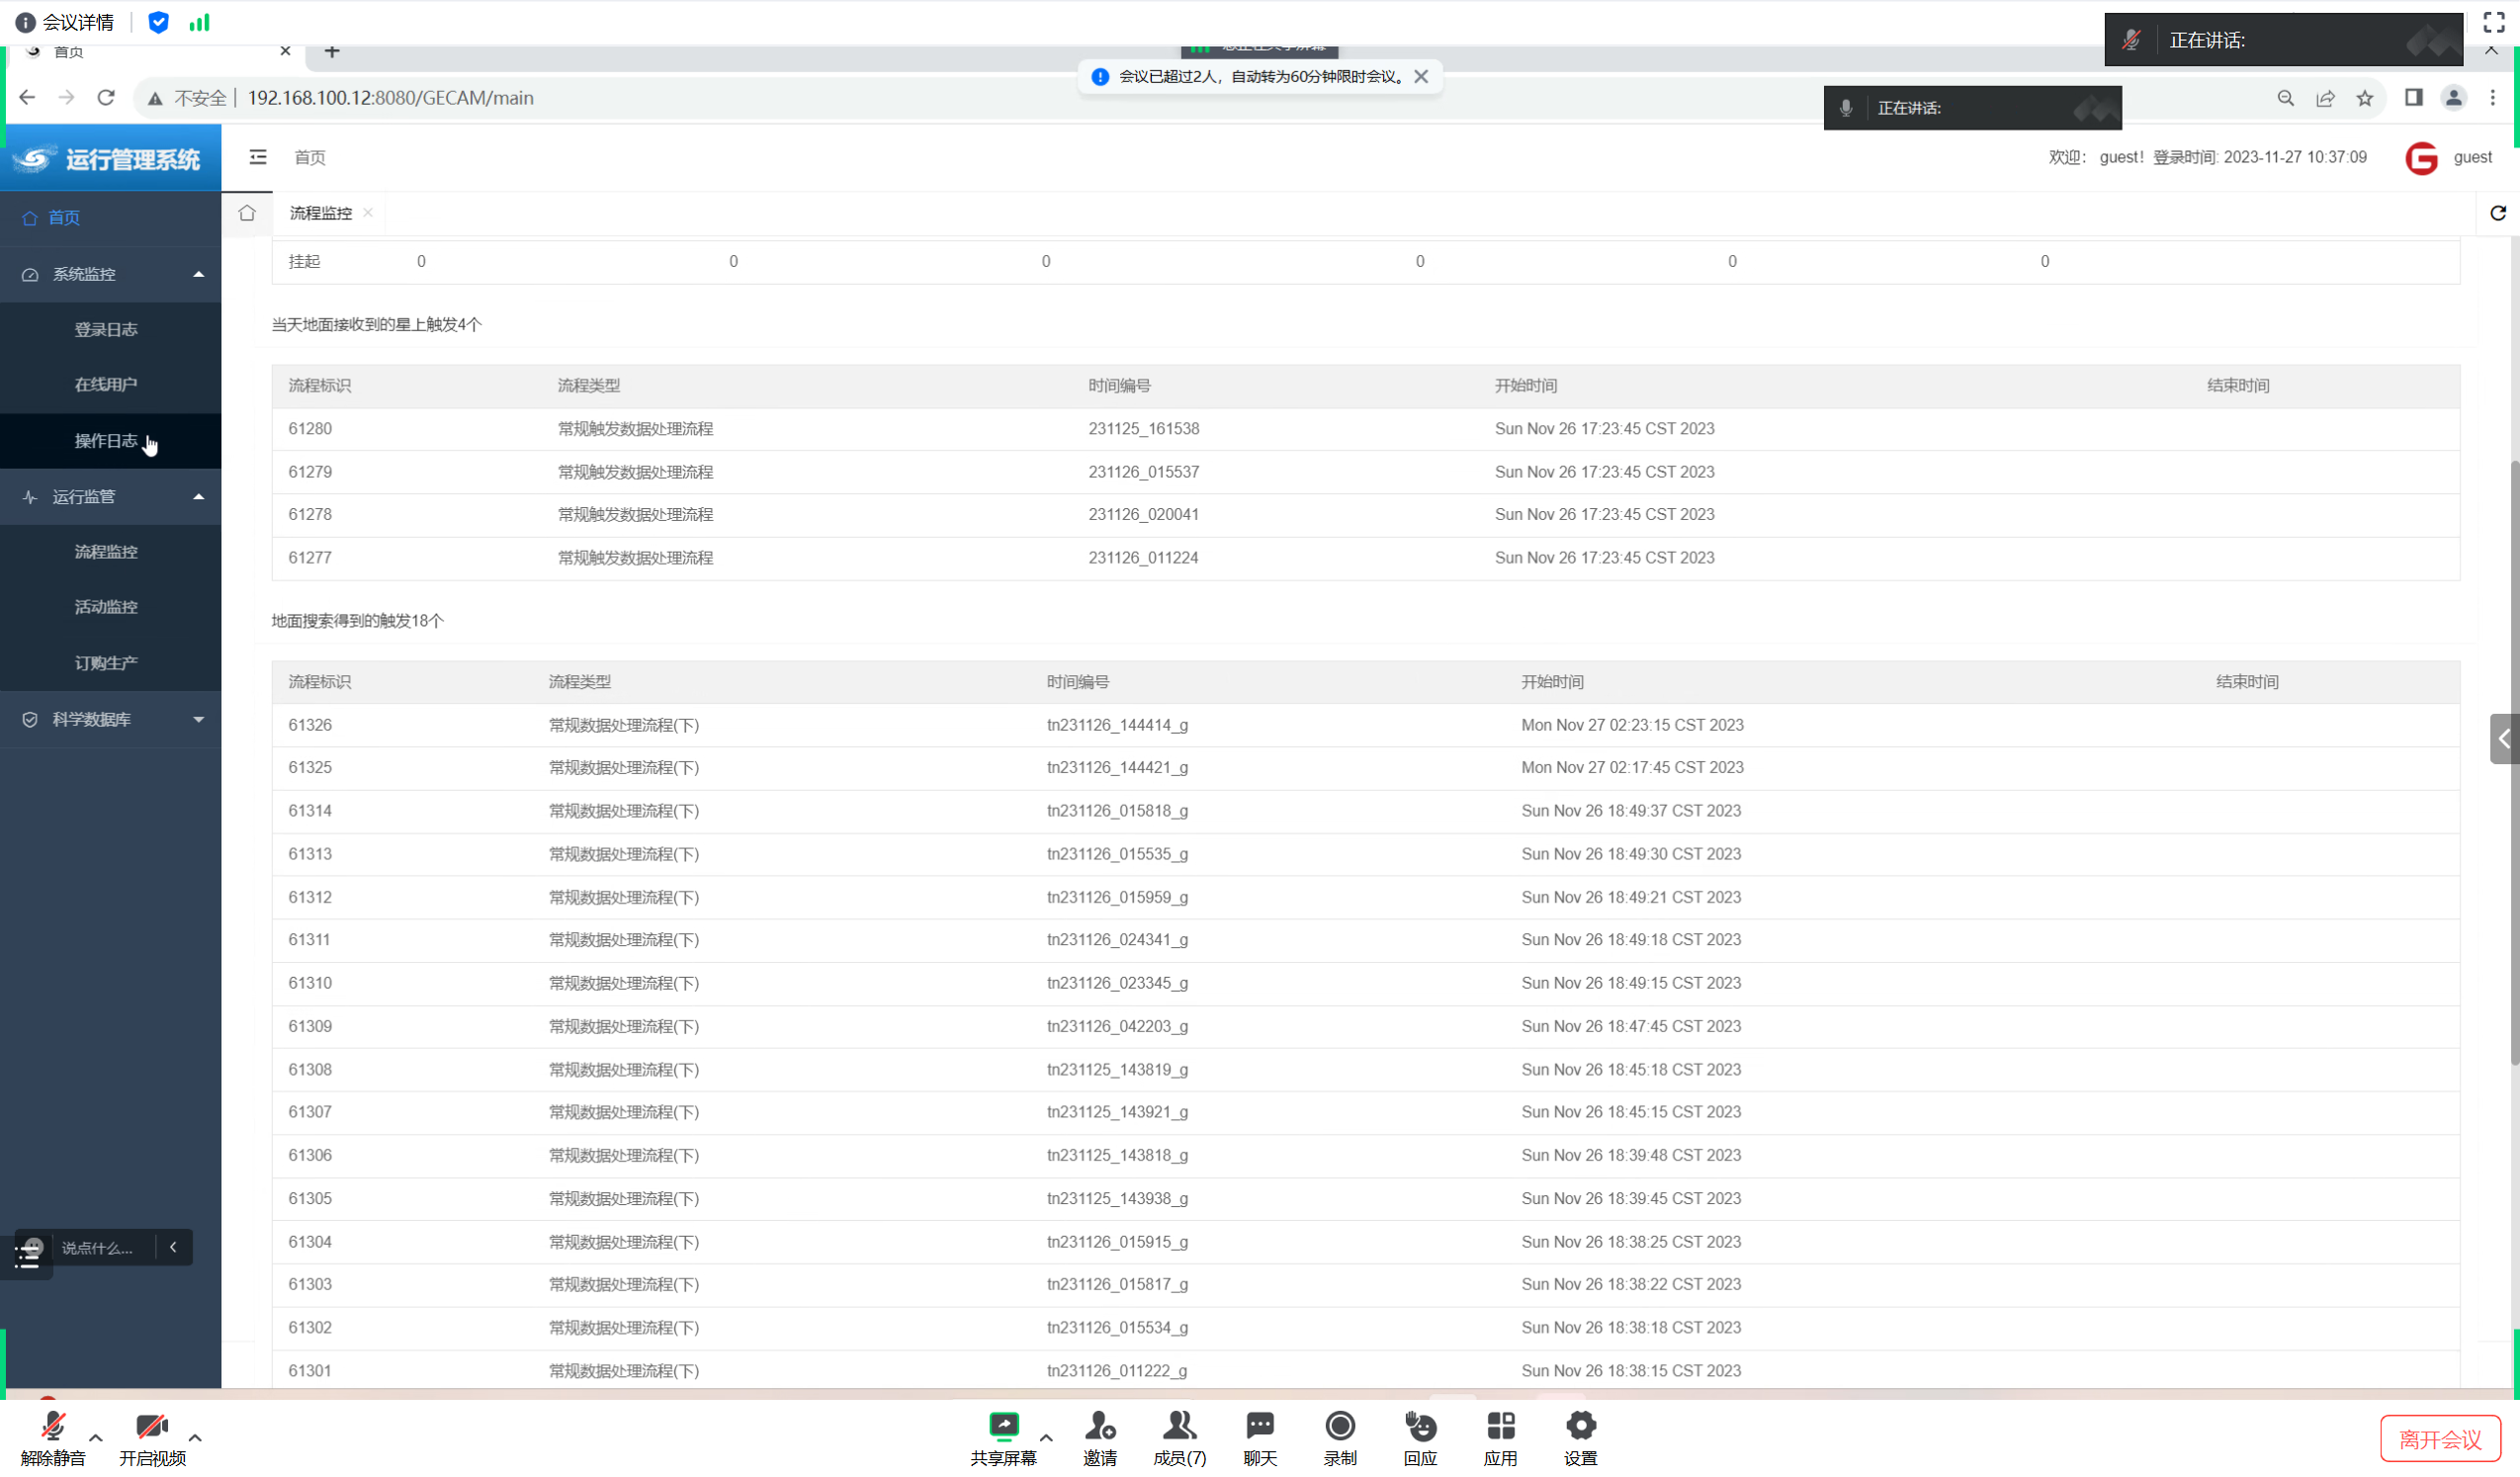 会议详情
正在讲话:
首页
会议已超过2人，自动转为60分钟限时会议。
不安全 192.168.100.12:8080/GECAM/main
正在讲话:
运行管理系统
首页
欢迎： guest! 登录时间: 2023-11-27 10:37:09
guest
首页
流程监控
系统监控
登录日志
在线用户
操作日志
运行监管
流程监控
活动监控
订购生产
科学数据库
挂起 0 0 0 0 0 0
当天地面接收到的星上触发4个
流程标识 流程类型 时间编号 开始时间 结束时间
61280 常规触发数据处理流程 231125_161538 Sun Nov 26 17:23:45 CST 2023
61279 常规触发数据处理流程 231126_015537 Sun Nov 26 17:23:45 CST 2023
61278 常规触发数据处理流程 231126_020041 Sun Nov 26 17:23:45 CST 2023
61277 常规触发数据处理流程 231126_011224 Sun Nov 26 17:23:45 CST 2023
地面搜索得到的触发18个
流程标识 流程类型 时间编号 开始时间 结束时间
61326 常规数据处理流程(下) tn231126_144414_g Mon Nov 27 02:23:15 CST 2023
61325 常规数据处理流程(下) tn231126_144421_g Mon Nov 27 02:17:45 CST 2023
61314 常规数据处理流程(下) tn231126_015818_g Sun Nov 26 18:49:37 CST 2023
61313 常规数据处理流程(下) tn231126_015535_g Sun Nov 26 18:49:30 CST 2023
61312 常规数据处理流程(下) tn231126_015959_g Sun Nov 26 18:49:21 CST 2023
61311 常规数据处理流程(下) tn231126_024341_g Sun Nov 26 18:49:18 CST 2023
61310 常规数据处理流程(下) tn231126_023345_g Sun Nov 26 18:49:15 CST 2023
61309 常规数据处理流程(下) tn231126_042203_g Sun Nov 26 18:47:45 CST 2023
61308 常规数据处理流程(下) tn231125_143819_g Sun Nov 26 18:45:18 CST 2023
61307 常规数据处理流程(下) tn231125_143921_g Sun Nov 26 18:45:15 CST 2023
61306 常规数据处理流程(下) tn231125_143818_g Sun Nov 26 18:39:48 CST 2023
61305 常规数据处理流程(下) tn231125_143938_g Sun Nov 26 18:39:45 CST 2023
61304 常规数据处理流程(下) tn231126_015915_g Sun Nov 26 18:38:25 CST 2023
61303 常规数据处理流程(下) tn231126_015817_g Sun Nov 26 18:38:22 CST 2023
61302 常规数据处理流程(下) tn231126_015534_g Sun Nov 26 18:38:18 CST 2023
61301 常规数据处理流程(下) tn231126_011222_g Sun Nov 26 18:38:15 CST 2023
说点什么...
解除静音
开启视频
共享屏幕
邀请
成员(7)
聊天
录制
回应
应用
设置
离开会议